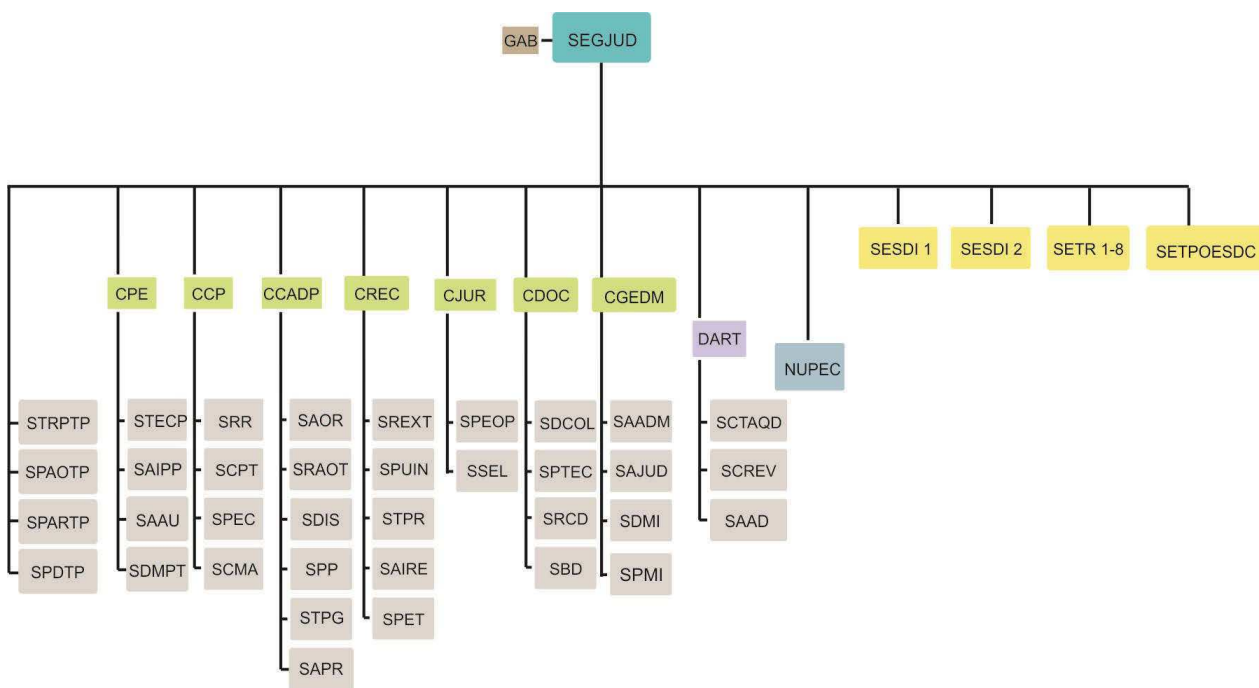 GAB
SEGJUD
SESDI 1
SESDI 2
SETR 1-8
SETPOESDC
CPE
CCP
CCADP
CREC
CJUR
CDOC
CGEDM
DART
NUPEC
STRPTP
SPAOTP
SPARTP
SPDTP
STECP
SAIPP
SAAU
SDMPT
SRR
SCPT
SPEC
SCMA
SAOR
SRAOT
SDIS
SPP
STPG
SAPR
SREXT
SPUIN
STPR
SAIRE
SPET
SPEOP
SSEL
SDCOL
SPTEC
SRCD
SBD
SAADM
SAJUD
SDMI
SPMI
SCTAQD
SCREV
SAAD